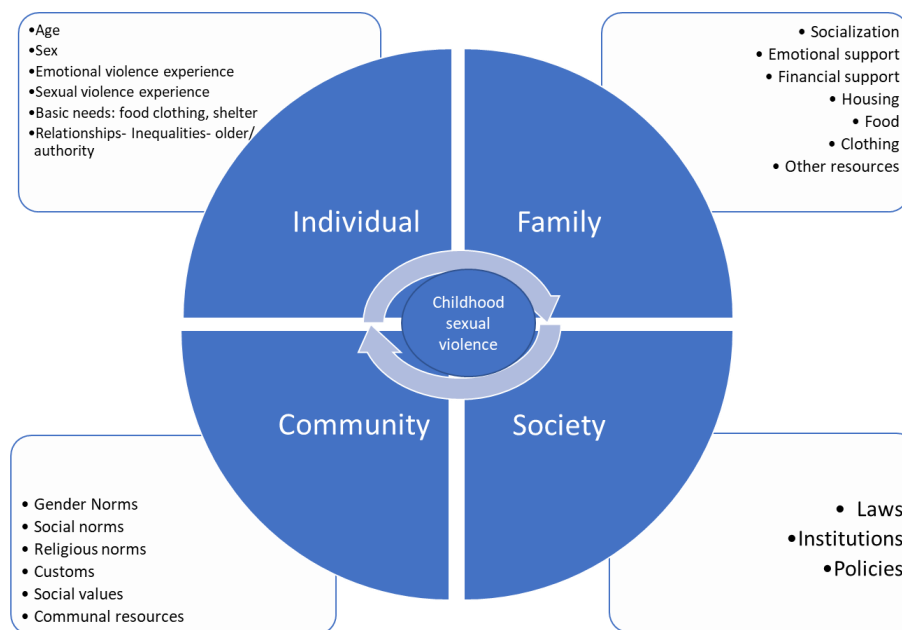 •Age
•Sex
•Emotional violence experience
•Sexual violence experience
•Basic needs: food clothing, shelter
•Relationships- Inequalities- older/
authority
• Socialization
• Emotional support
• Financial support
• Housing
• Food
• Clothing
• Other resources
Individual
Family
Childhood
sexual
violence
Community
Society
• Gender Norms
• Social norms
• Religious norms
• Customs
• Social values
• Communal resources
• Laws
•Institutions
•Policies